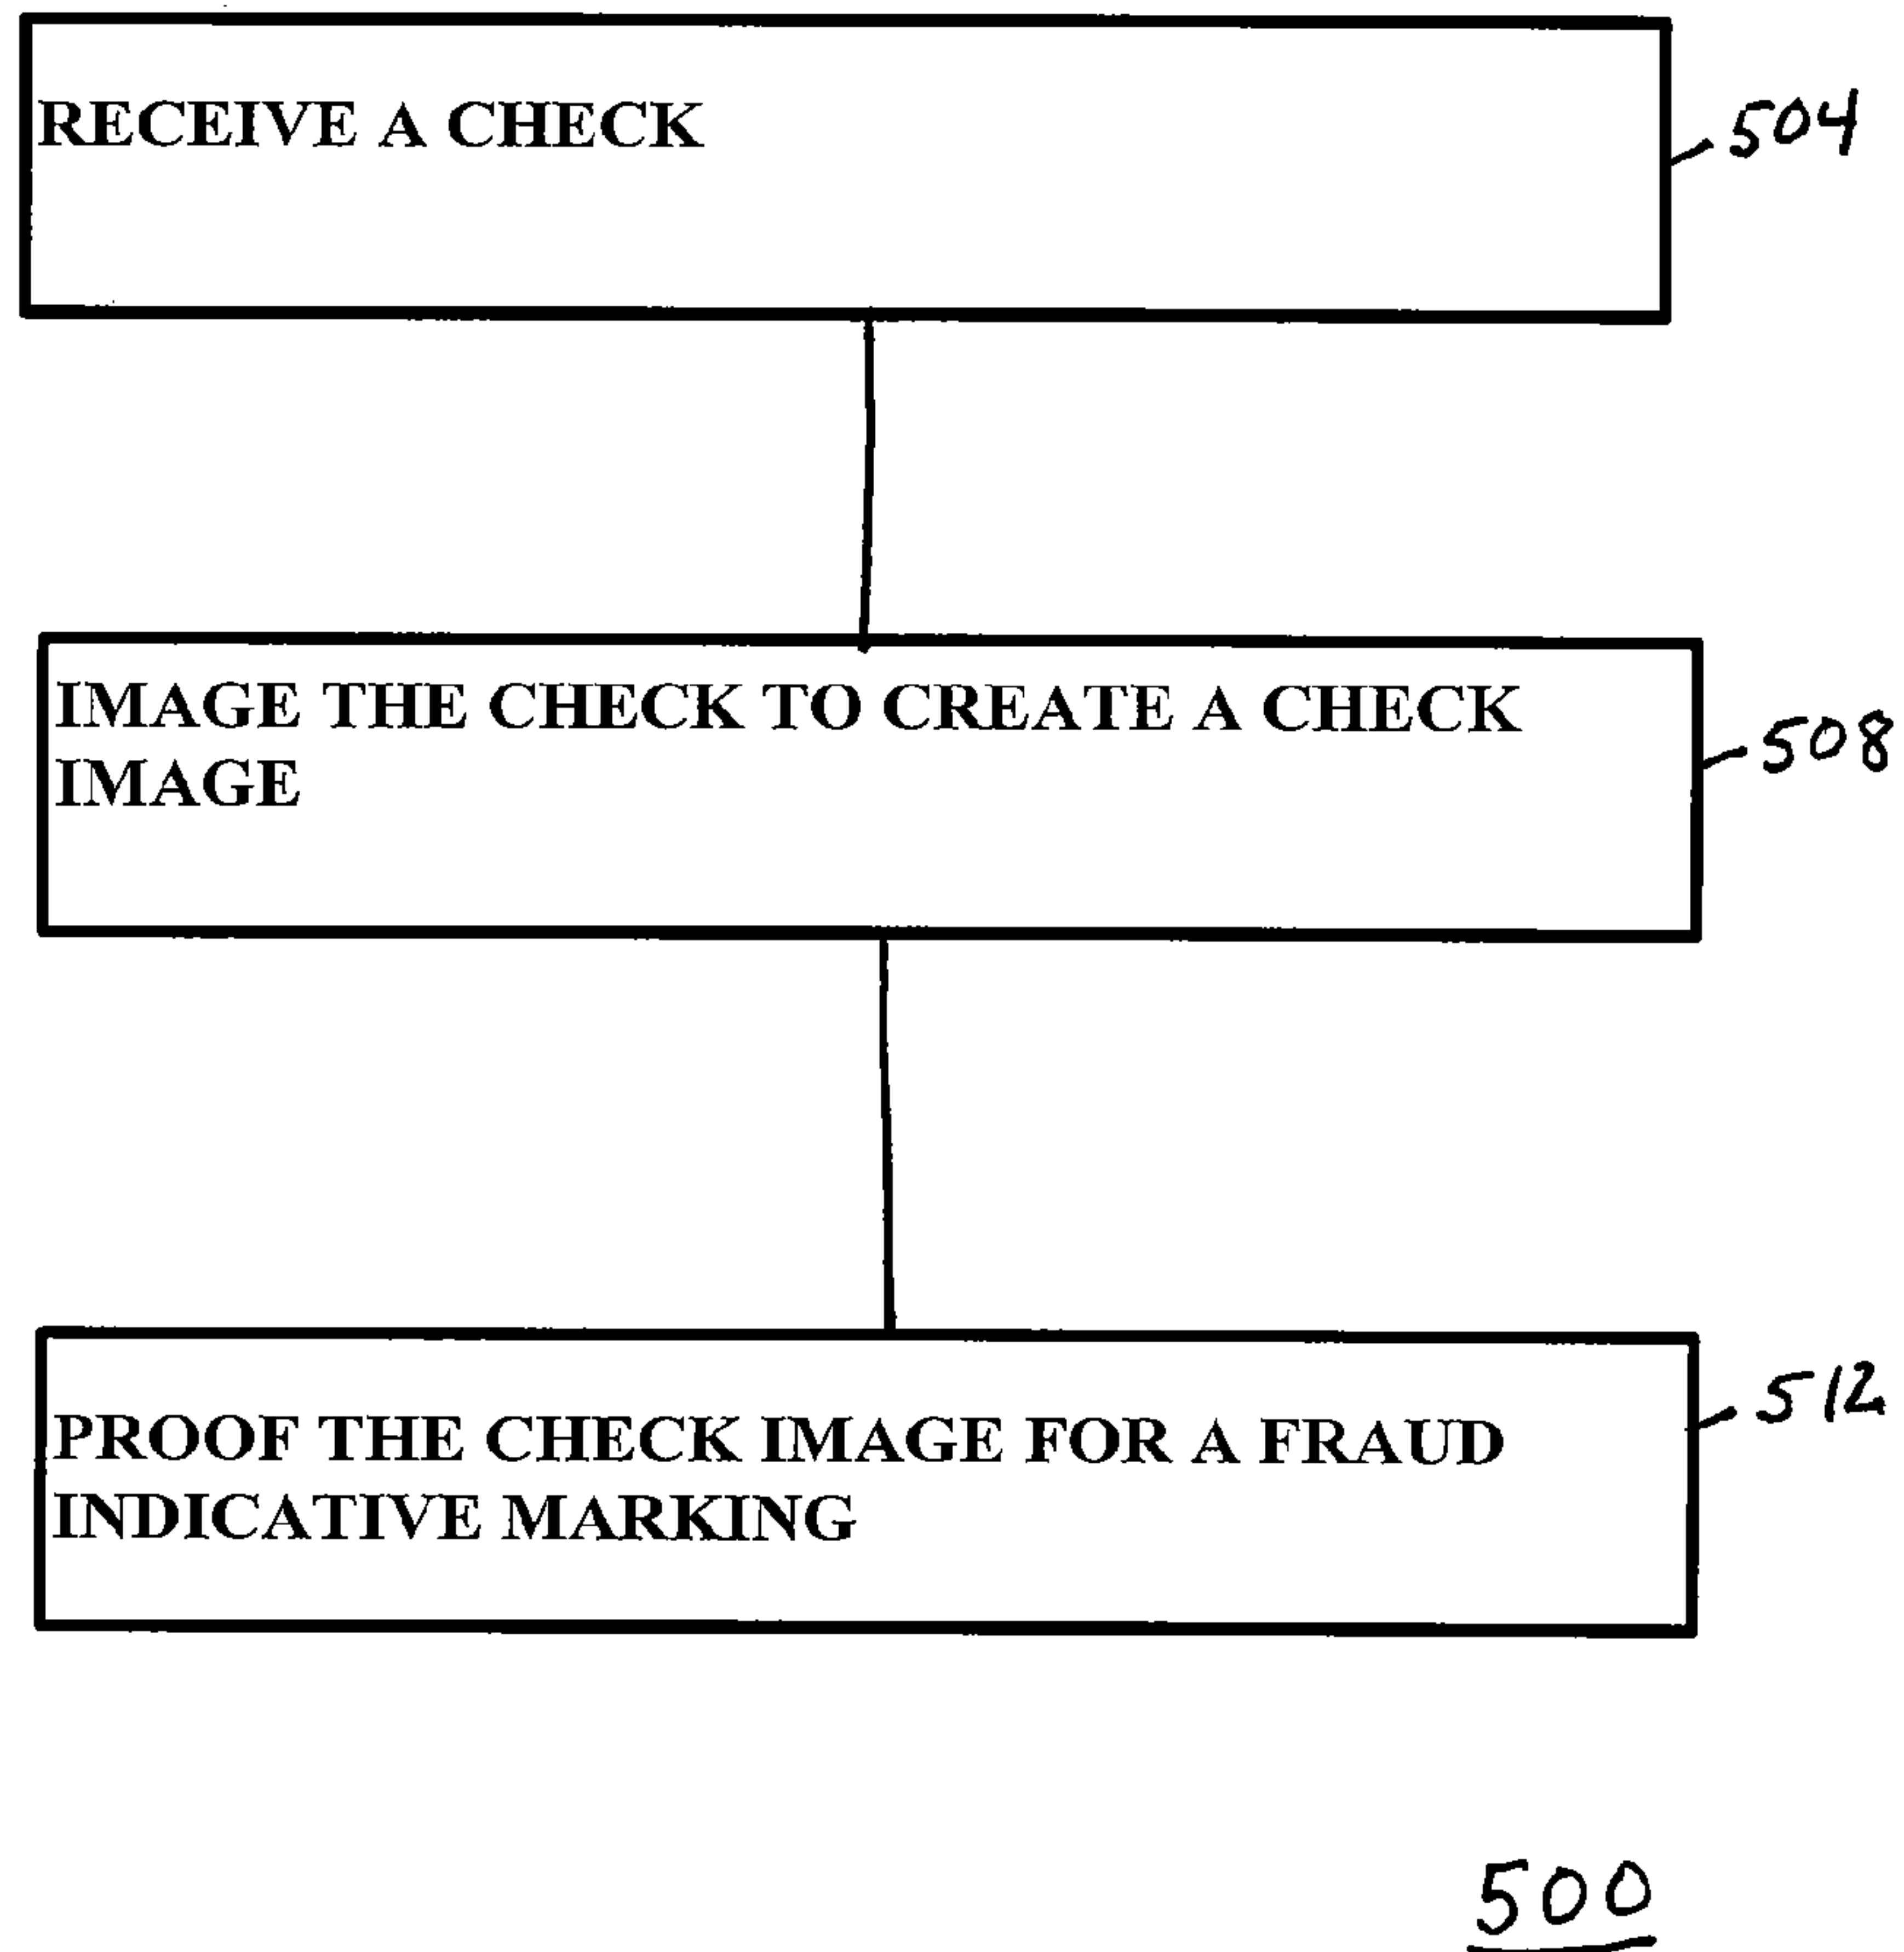 RECEIVE A CHECK
504
IMAGE THE CHECK TO CREATE A CHECK
IMAGE
508
PROOF THE CHECK IMAGE FOR A FRAUD
INDICATIVE MARKING
512
500